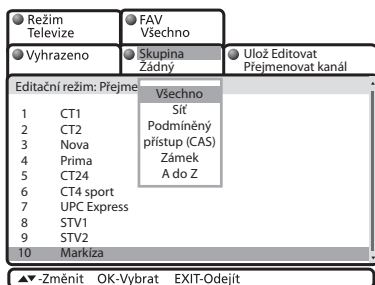 Režim
Televize
FAV
Všechno
Vyhrazeno
Skupina
Žádný
Ulož Editovat
Přejmenovat kanál
Editační režim: Přejme
Všechno
Síť
Podmíněný
přístup (CAS)
Zámek
A do Z
1 CT1
2 CT2
3 Nova
4 Prima
5 CT24
6 CT4 sport
7 UPC Express
8 STV1
9 STV2
10 Markíza
▲▼-Změnit OK-Vybrat EXIT-Odejít